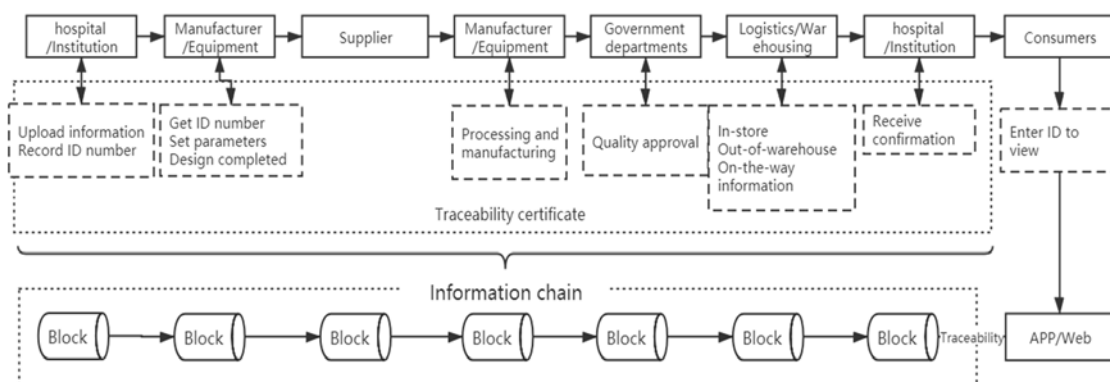 hospital
/Institution
Manufacturer
/Equipment
Supplier
Manufacturer
/Equipment
Government
departments
Logistics/War
ehousing
hospital
/Institution
Consumers
Upload information
Record ID number
Get ID number
Set parameters
Design completed
Processing and
manufacturing
Quality approval
In-store
Out-of-warehouse
On-the-way
information
Receive
confirmation
Enter ID to
view
Traceability certificate
Information chain
Block
Block
Block
Block
Block
Block
Block
Traceability
APP/Web